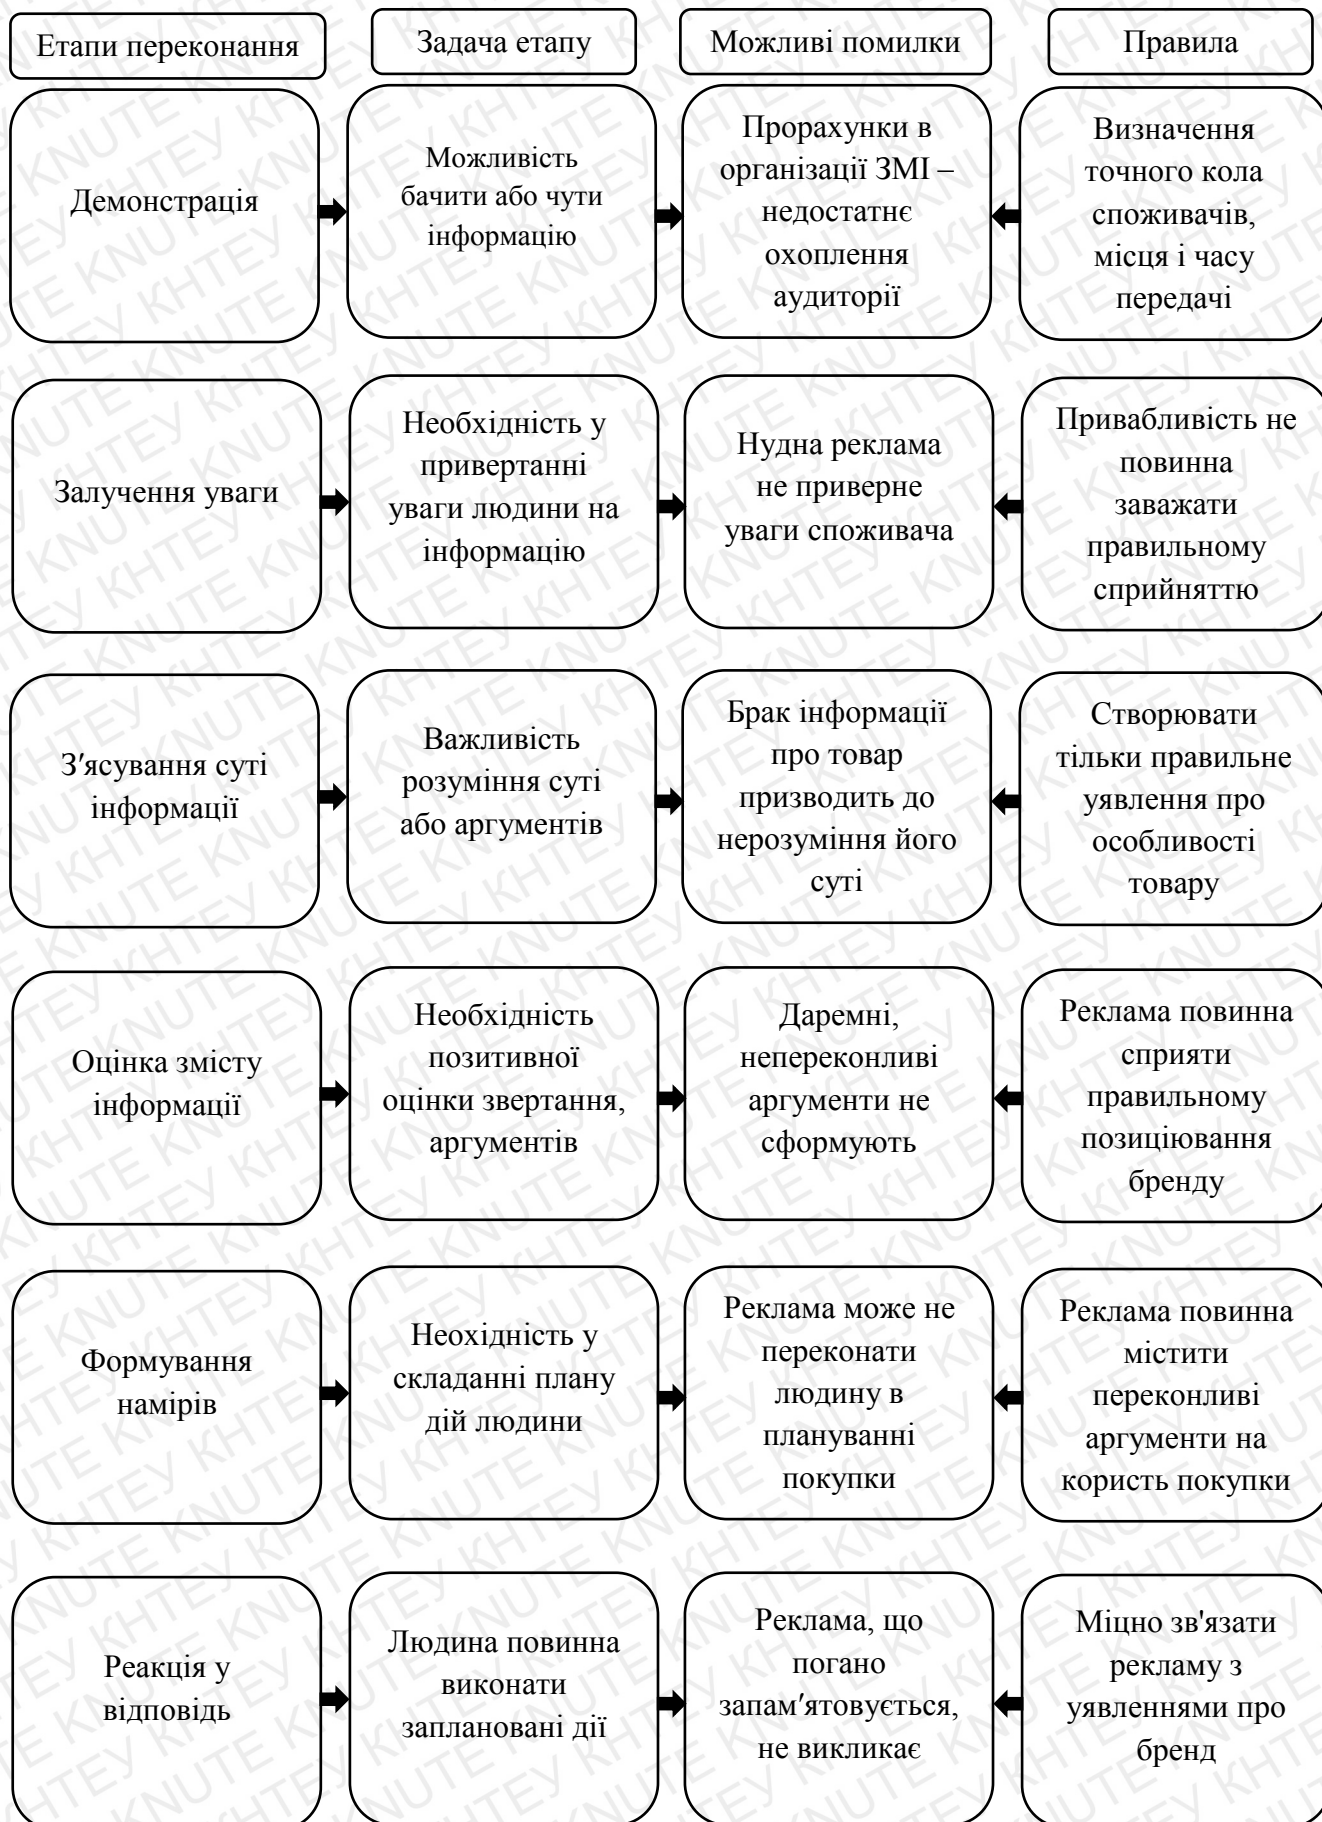 Етапи переконання
Задача етапу
Можливі помилки
Правила
Демонстрація
Можливість
бачити або чути
інформацію
Прорахунки в
організації ЗМІ –
недостатнє
охоплення
аудиторії
Визначення
точного кола
споживачів,
місця і часу
передачі
Залучення уваги
Необхідність у
привертанні
уваги людини на
інформацію
Нудна реклама
не приверне
уваги споживача
Привабливість не
повинна
заважати
правильному
сприйняттю
З'ясування суті
інформації
Важливість
розуміння суті
або аргументів
Брак інформації
про товар
призводить до
нерозуміння його
суті
Створювати
тільки правильне
уявлення про
особливості
товару
Оцінка змісту
інформації
Необхідність
позитивної
оцінки звертання,
аргументів
Даремні,
непереконливі
аргументи не
сформують
Реклама повинна
сприяти
правильному
позиціювання
бренду
Формування
намірів
Неохідність у
складанні плану
дій людини
Реклама може не
переконати
людину в
плануванні
покупки
Реклама повинна
містити
переконливі
аргументи на
користь покупки
Реакція у
відповідь
Людина повинна
виконати
заплановані дії
Реклама, що
погано
запам'ятовується,
не викликає
Міцно зв'язати
рекламу з
уявленнями про
бренд